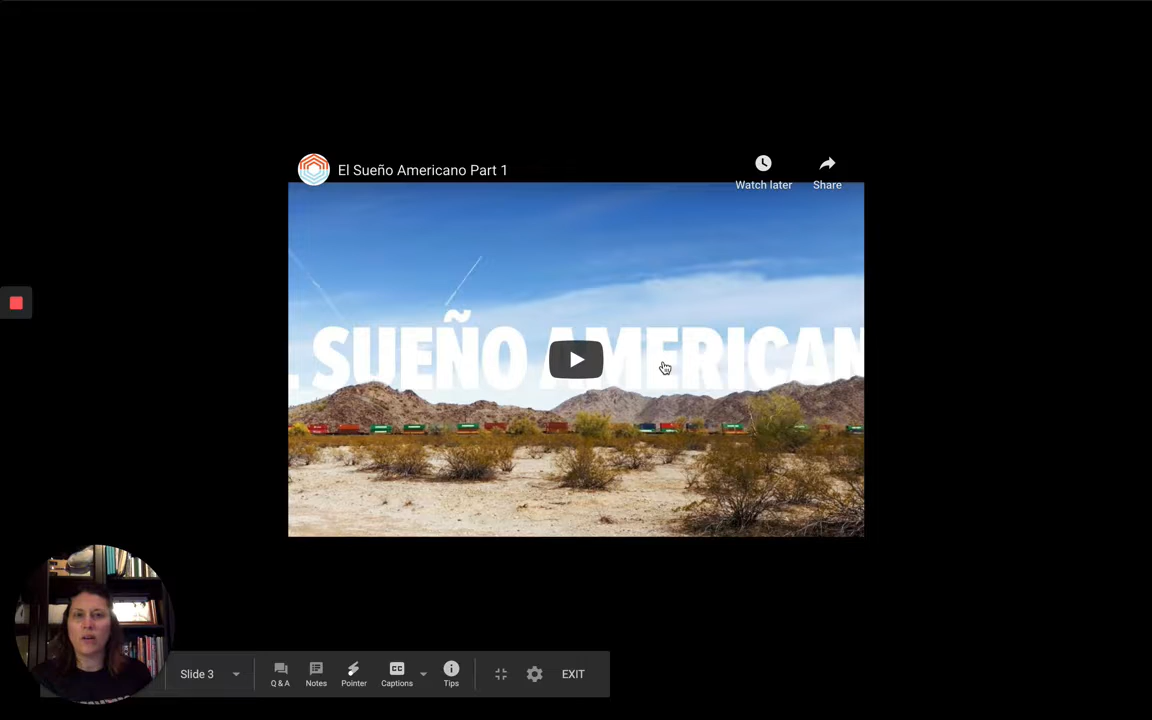 El Sueño Americano Part 1
Watch later
Share
SUEÑO AMERICAN
Slide 3
Q & A
Notes
Pointer
CC
Captions
Tips
EXIT